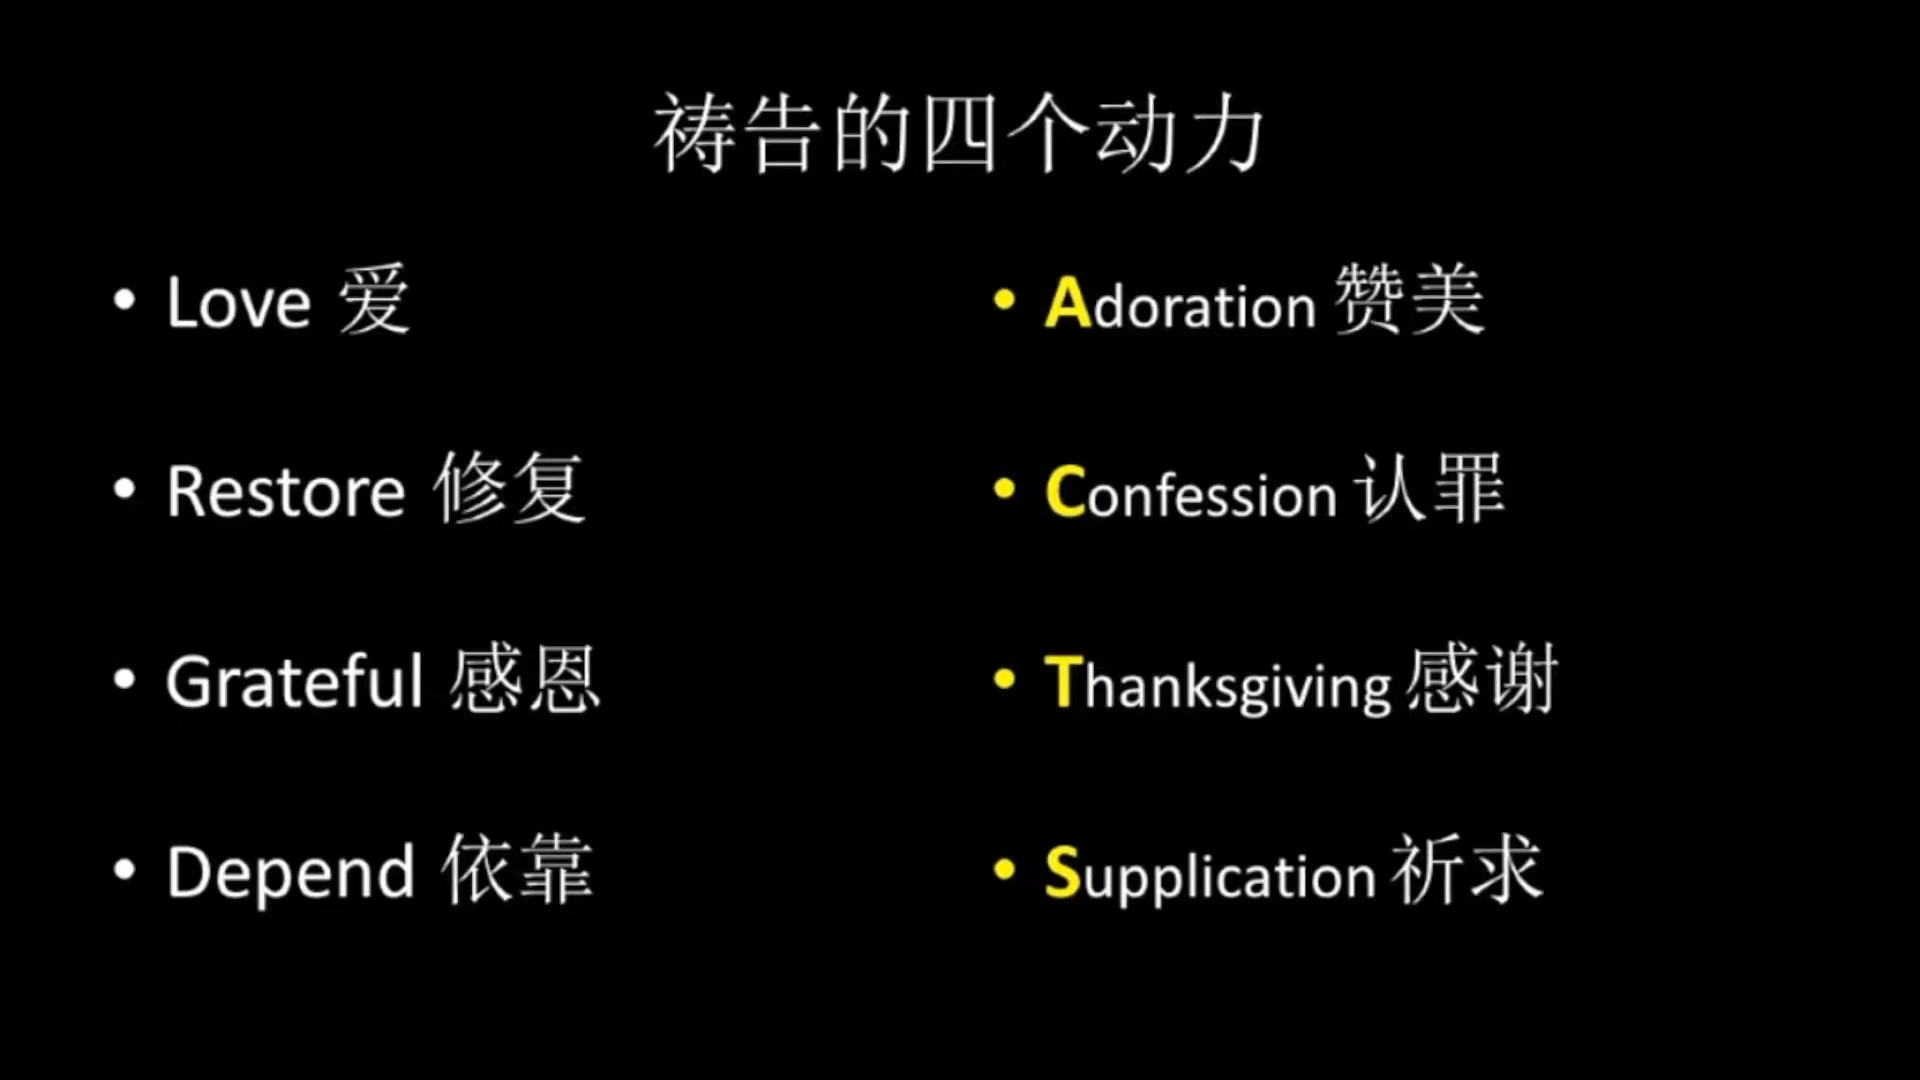 祷告的四个动力
• Love 爱
• Restore 修复
• Grateful 感恩
• Depend 依靠
• Adoration 赞美
• Confession 认罪
• Thanksgiving 感谢
• Supplication 祈求